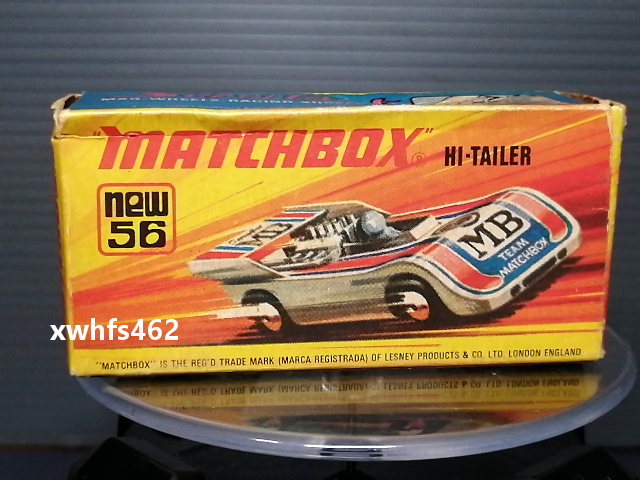 "MATCHBOX"®
HI-TAILER
new
56
MB
MB
TEAM
MATCHBOX
xwhfs462
"MATCHBOX" IS THE REG'D TRADE MARK (MARCA REGISTRADA) OF LESNEY PRODUCTS & CO. LTD. LONDON ENGLAND